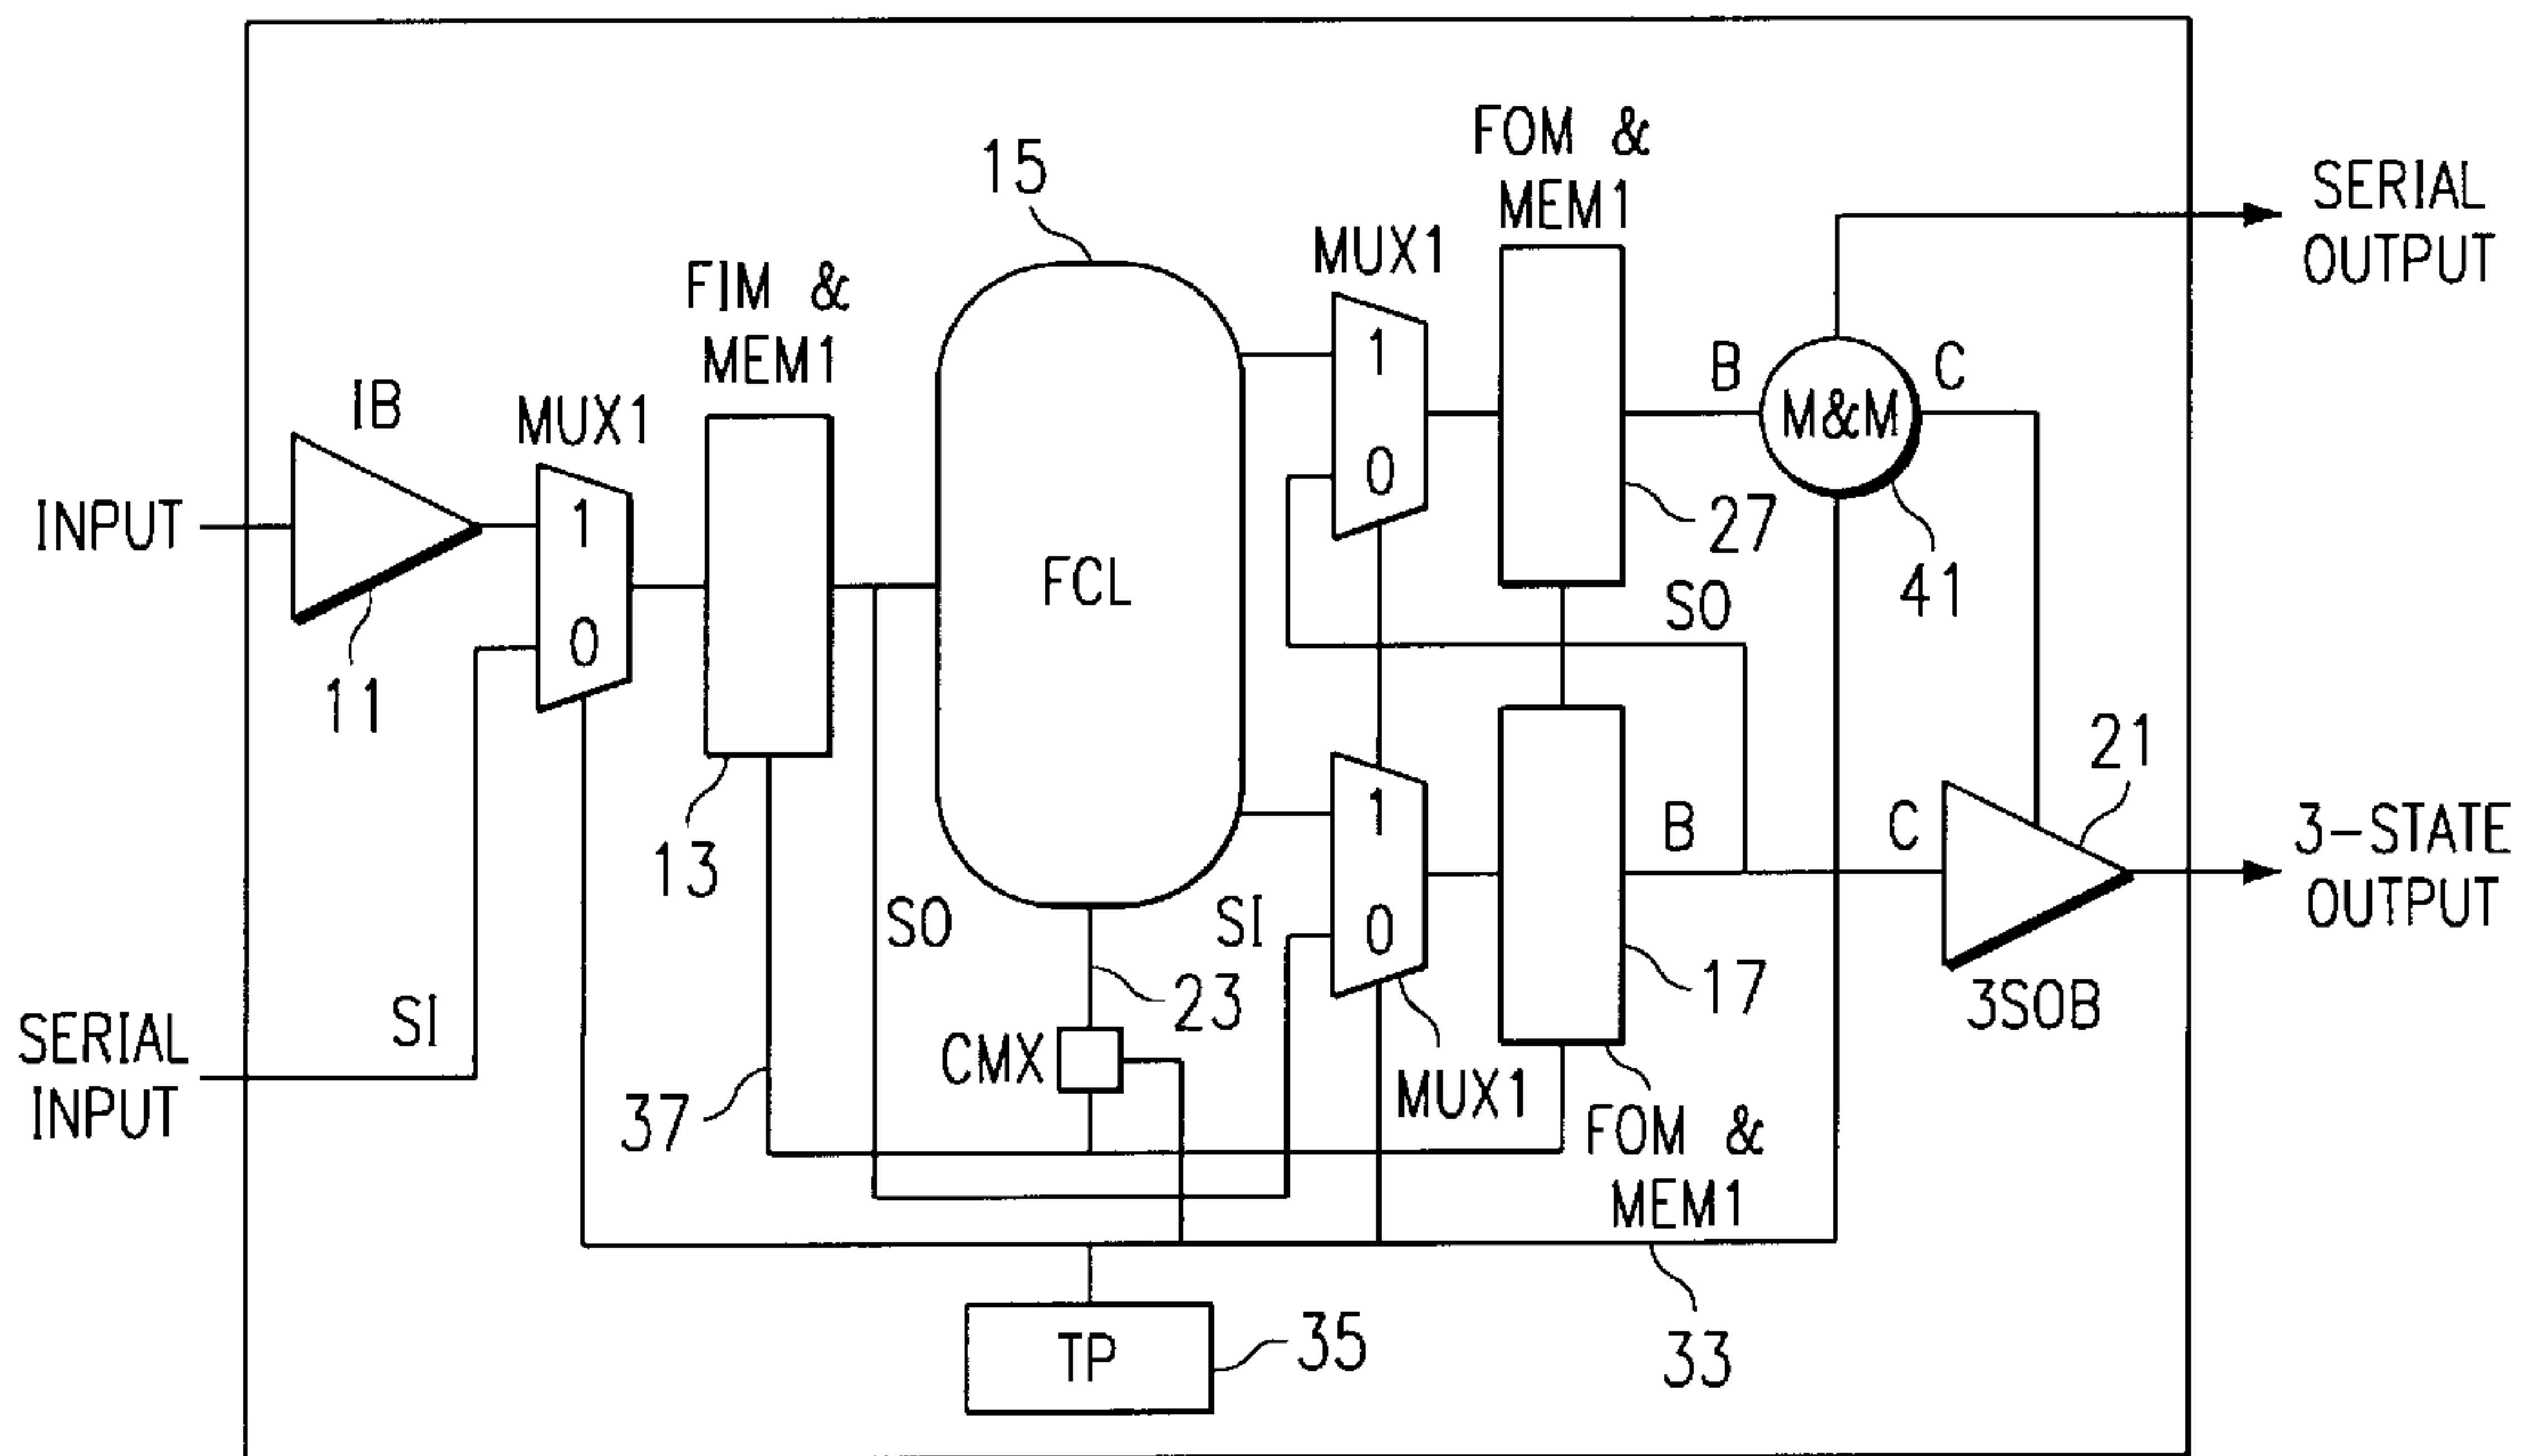 FOM &
MEM1
15
SERIAL
OUTPUT
MUX1
FIM &
MEM1
1
B
M&M
C
IB
MUX1
0
27
INPUT
1
FCL
41
SO
0
11
21
1
B
C
3-STATE
OUTPUT
13
SO
SI
0
17
SI
23
3SOB
SERIAL
INPUT
CMX
MUX1
37
FOM &
MEM1
TP
35
33